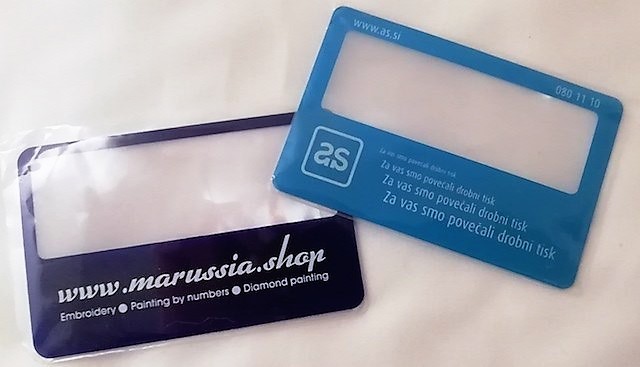 www.as.si
080 11 10
as
Za vas smo povečali drobni tisk
Za vas smo povečali drobni tisk
Za vas smo povečali drobni tisk
Za vas smo povečali drobni tisk
www.marussia.shop
Embroidery ● Painting by numbers ● Diamond painting